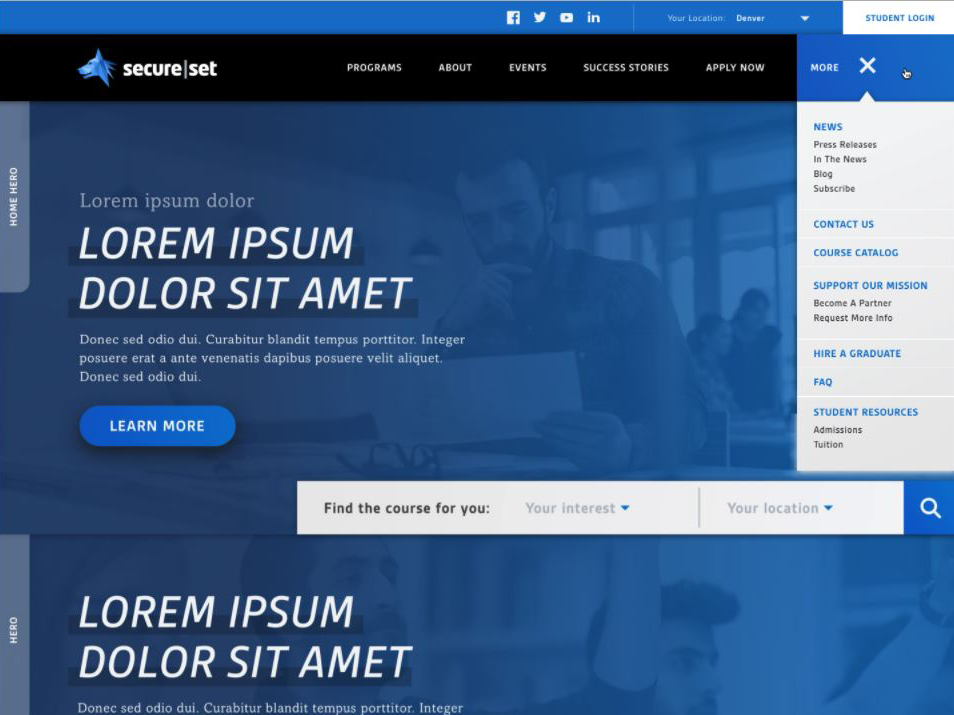 Your Location: Denver
STUDENT LOGIN
secure|set
PROGRAMS
ABOUT
EVENTS
SUCCESS STORIES
APPLY NOW
MORE
NEWS
Press Releases
In The News
Blog
Subscribe
CONTACT US
COURSE CATALOG
SUPPORT OUR MISSION
Become A Partner
Request More Info
HIRE A GRADUATE
FAQ
STUDENT RESOURCES
Admissions
Tuition
HOME HERO
Lorem ipsum dolor
LOREM IPSUM
DOLOR SIT AMET
Donec sed odio dui. Curabitur blandit tempus porttitor. Integer
posuere erat a ante venenatis dapibus posuere velit aliquet.
Donec sed odio dui.
LEARN MORE
Find the course for you:
Your interest
Your location
HERO
LOREM IPSUM
DOLOR SIT AMET
Donec sed odio dui. Curabitur blandit tempus porttitor. Integer